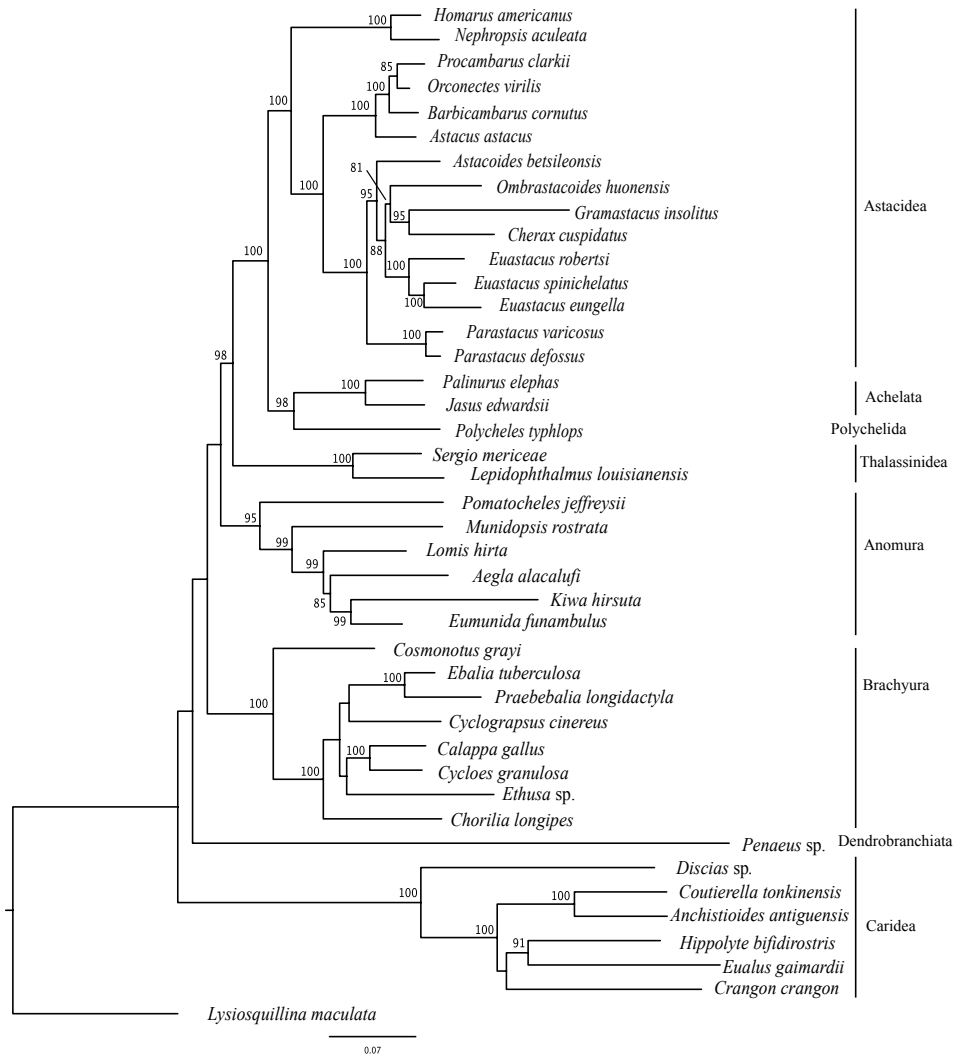 Homarus americanus
100
Nephropsis aculeata
Procambarus clarkii
85
Orconectes virilis
100
100
100
Barbicambarus cornutus
Astacus astacus
Astacoides betsileonsis
81
100
Ombrastacoides huonensis
95
Astacidea
Gramastacus insolitus
95
Cherax cuspidatus
100
88
Euastacus robertsi
100
100
Euastacus spinichelatus
100
Euastacus eungella
Parastacus varicosus
100
Parastacus defossus
98
Palinurus elephas
100
Achelata
98
Jasus edwardsii
Polycheles typhlops
Polychelida
Sergio mericeae
100
Thalassinidea
Lepidophthalmus louisianensis
Pomatocheles jeffreysii
95
Munidopsis rostrata
99
Anomura
Lomis hirta
99
Aegla alacalufi
85
Kiwa hirsuta
99
Eumunida funambulus
Cosmonotus grayi
Ebalia tuberculosa
100
Brachyura
Praebebalia longidactyla
100
Cyclograpsus cinereus
Calappa gallus
100
Cycloes granulosa
100
Ethusa sp.
Chorilia longipes
Penaeus sp.
Dendrobranchiata
Discias sp.
100
Coutierella tonkinensis
100
Anchistioides antiguensis
Caridea
100
Hippolyte bifidirostris
91
Eualus gaimardii
Crangon crangon
Lysiosquillina maculata
0.07